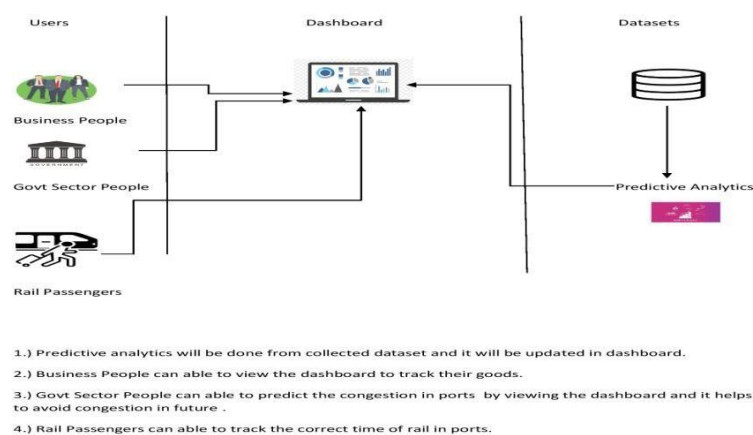 Users
Dashboard
Datasets
Business People
GOVERNMENT
Govt Sector People
Predictive Analytics
Rail Passengers
1.) Predictive analytics will be done from collected dataset and it will be updated in dashboard.
2.) Business People can able to view the dashboard to track their goods.
3.) Govt Sector People can able to predict the congestion in ports by viewing the dashboard and it helps
to avoid congestion in future .
4.) Rail Passengers can able to track the correct time of rail in ports.